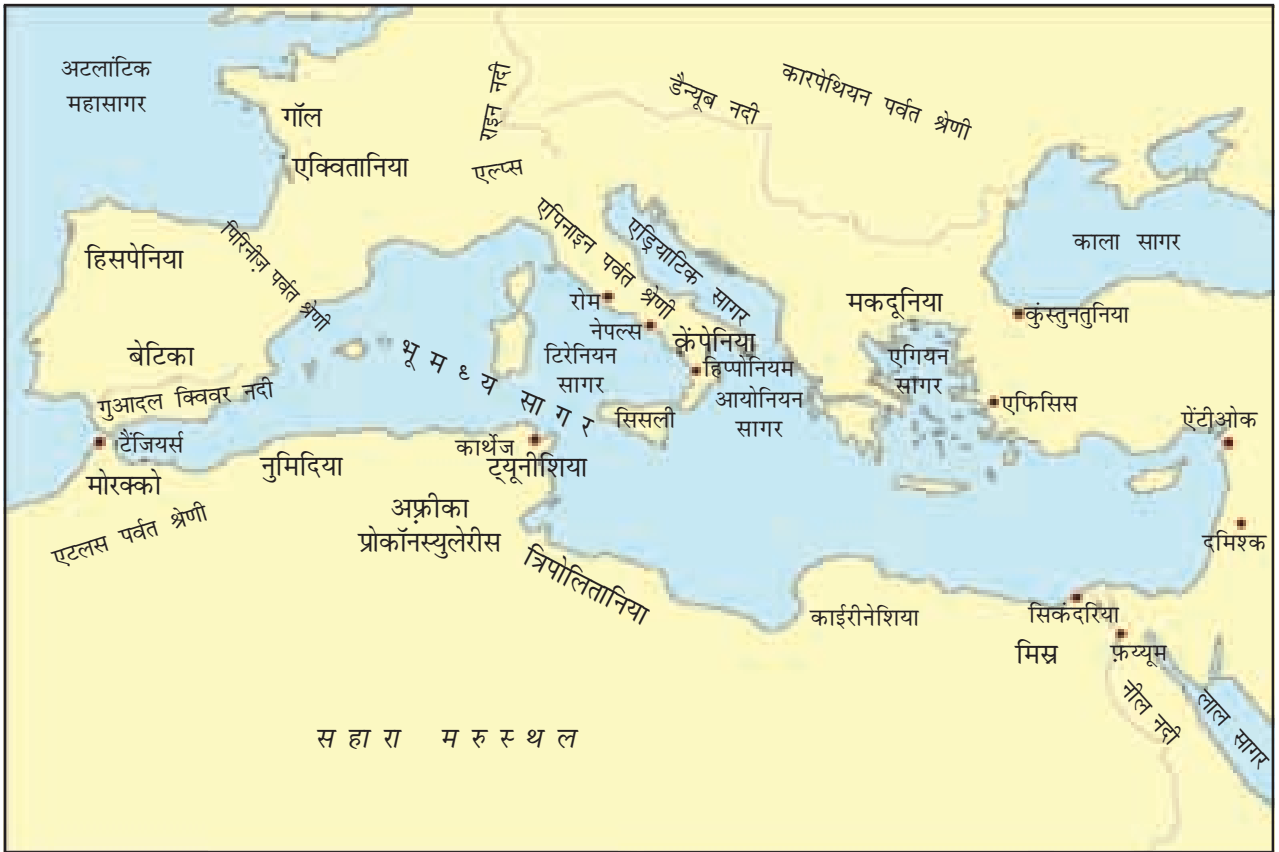 अटलांटिक
महासागर
गॉल
एक्वितानिया
राइन नदी
एल्प्स
डैन्यूब नदी
कारपेथियन पर्वत श्रेणी
हिसपेनिया
पिरिनीज़ पर्वत श्रेणी
एपिनाइन पर्वत श्रेणी
एड्रियाटिक सागर
काला सागर
रोम
नेपल्स
केंपेनिया
मकदूनिया
कुंस्तुनतुनिया
बेटिका
भूमध्य सागर
टिरेनियन
सागर
हिप्पोनियम
आयोनियन
सागर
एगियन
सागर
एफिसिस
गुआदल क्विवर नदी
सिसली
ऐंटीओक
टैंजियर्स
कार्थेज
ट्यूनीशिया
नुमिदिया
मोरक्को
एटलस पर्वत श्रेणी
अफ़्रीका
प्रोकॉनस्युलेरीस
त्रिपोलितानिया
दमिश्क
काईरीनेशिया
सिकंदरिया
मिस्र
फ़य्यूम
नील नदी
लाल सागर
सहारा मरुस्थल